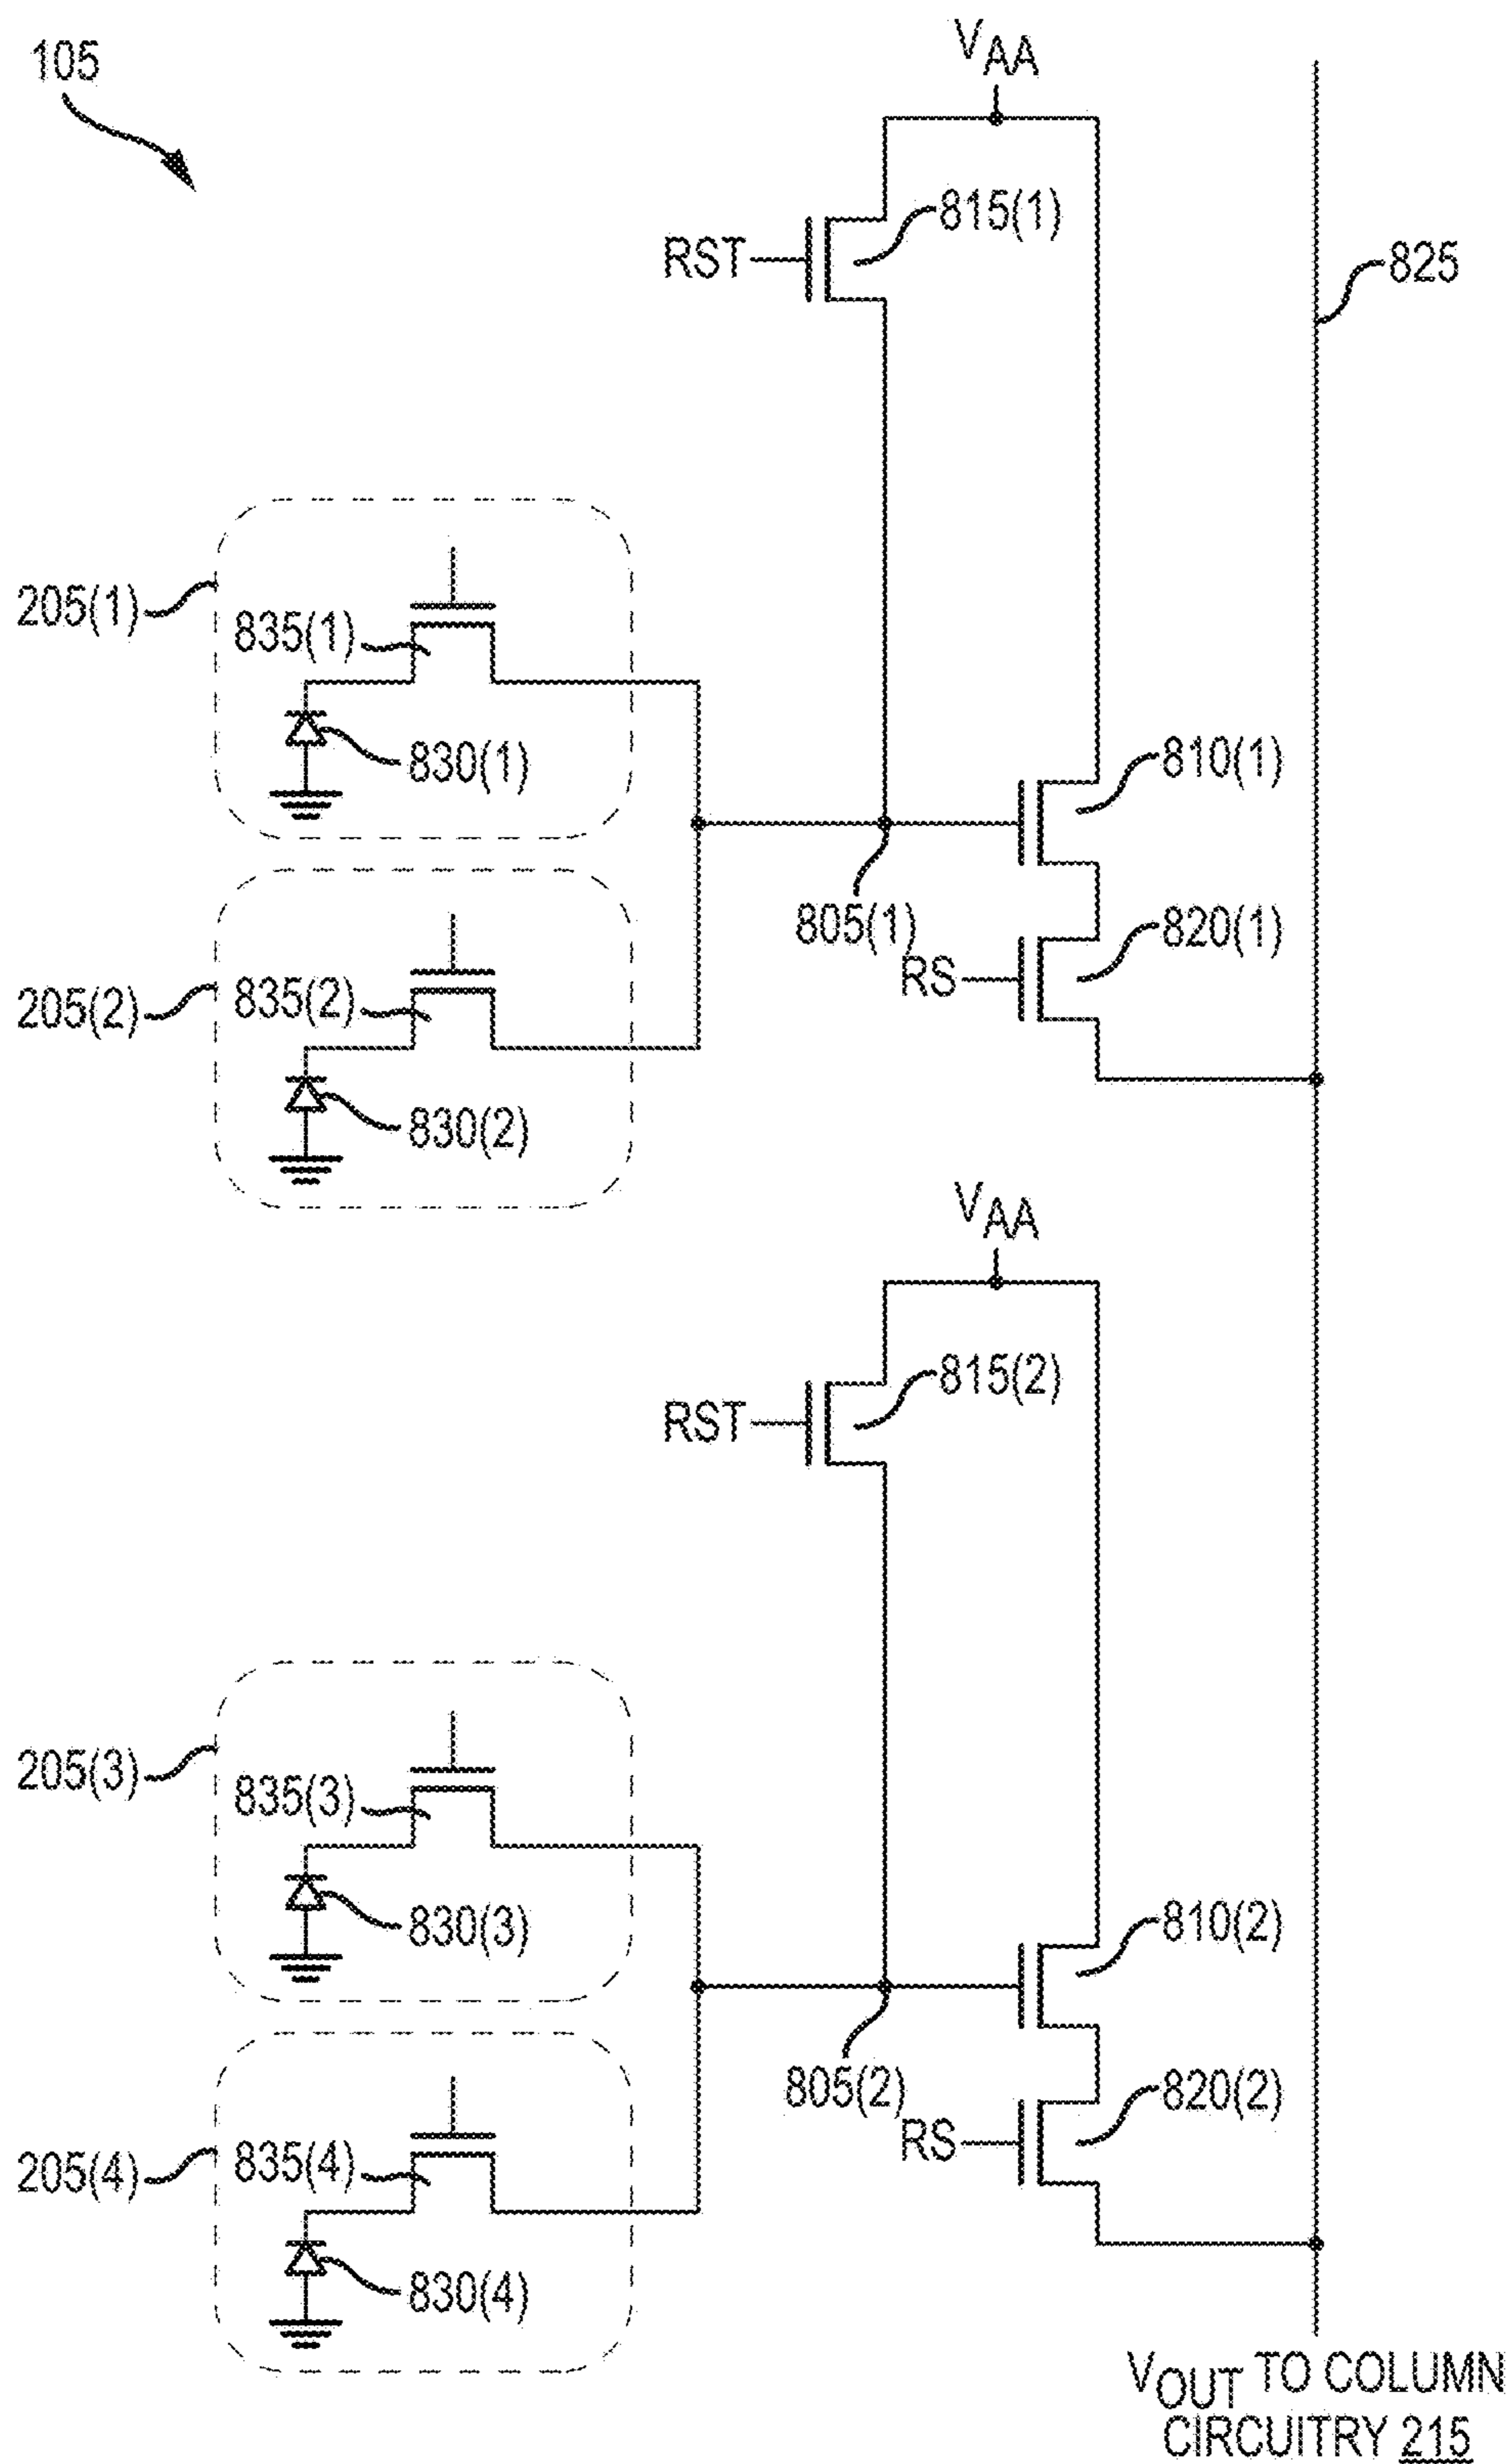 105
VAA
815(1)
RST
825
205(1)
835(1)
830(1)
810(1)
805(1)
820(1)
RS
205(2)
835(2)
830(2)
VAA
815(2)
RST
205(3)
835(3)
830(3)
810(2)
805(2)
820(2)
RS
205(4)
835(4)
830(4)
VOUT TO COLUMN
CIRCUITRY 215